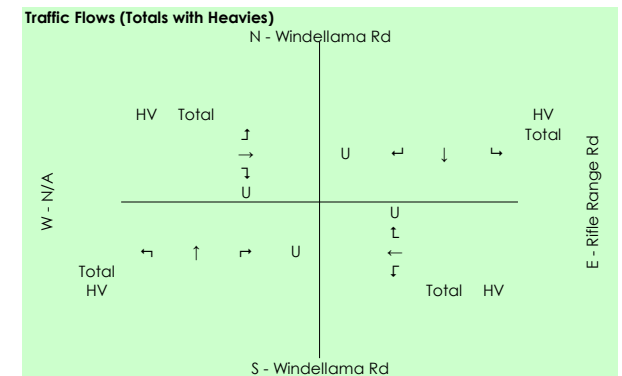 Traffic Flows (Totals with Heavies)
N - Windellama Rd
HV Total
HV
Total
U ↵ ↓ ↳
U
W - N/A
E - Rifle Range Rd
U
↰ ↑ ↱ U
←
Total
HV
Total HV
S - Windellama Rd